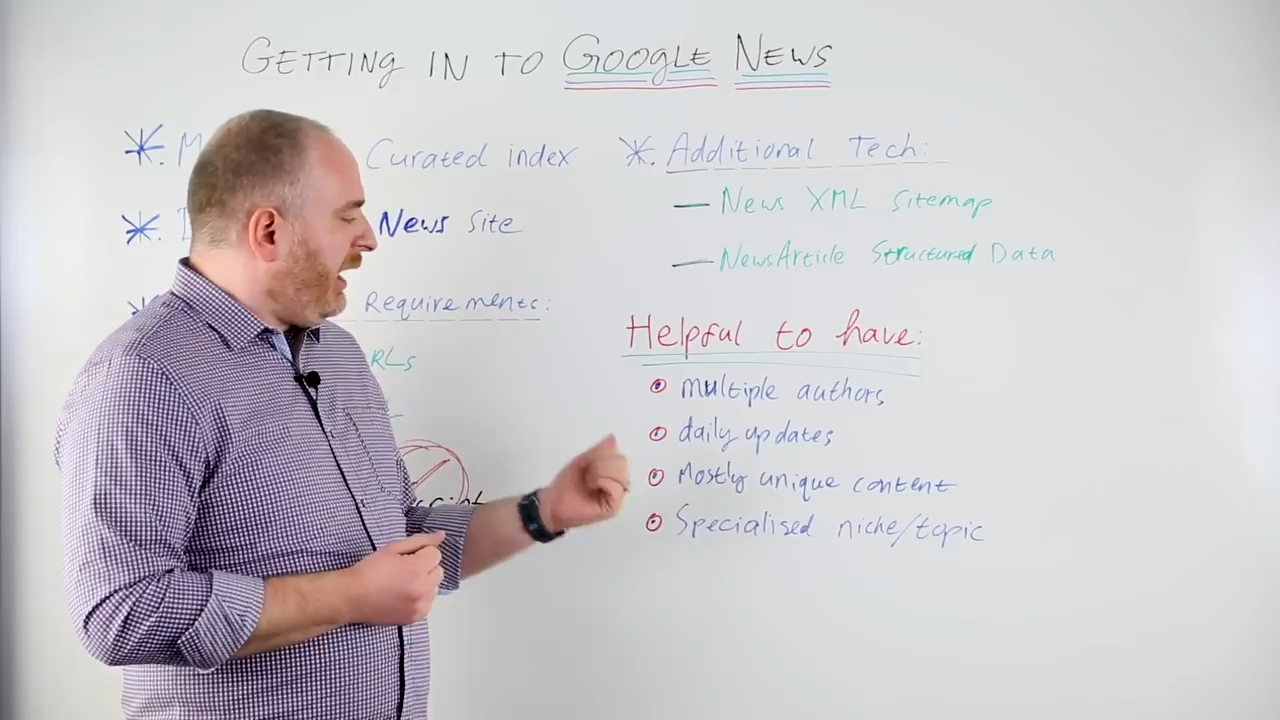 GETTING IN TO GOOGLE NEWS
Curated index
News Site
Requirements:
RLs
Additional Tech:
News XML Sitemap
NewsArticle Structured Data
Helpful to have:
multiple authors
daily updates
Mostly unique content
Specialised niche/topic